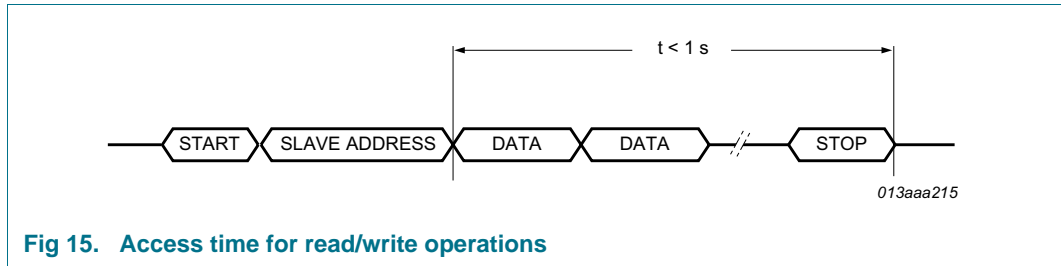 t < 1 s
START SLAVE ADDRESS DATA DATA STOP
013aaa215
Fig 15. Access time for read/write operations